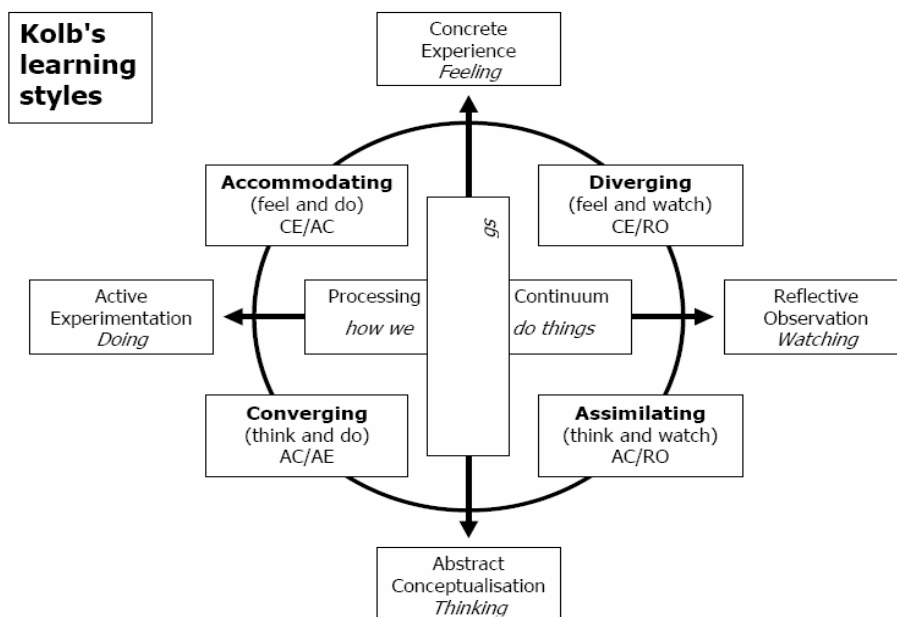 Kolb's
learning
styles
Concrete
Experience
Feeling
Accommodating
(feel and do)
CE/AC
Diverging
(feel and watch)
CE/RO
Active
Experimentation
Doing
Processing
how we
Continuum
do things
Reflective
Observation
Watching
Converging
(think and do)
AC/AE
Assimilating
(think and watch)
AC/RO
Abstract
Conceptualisation
Thinking